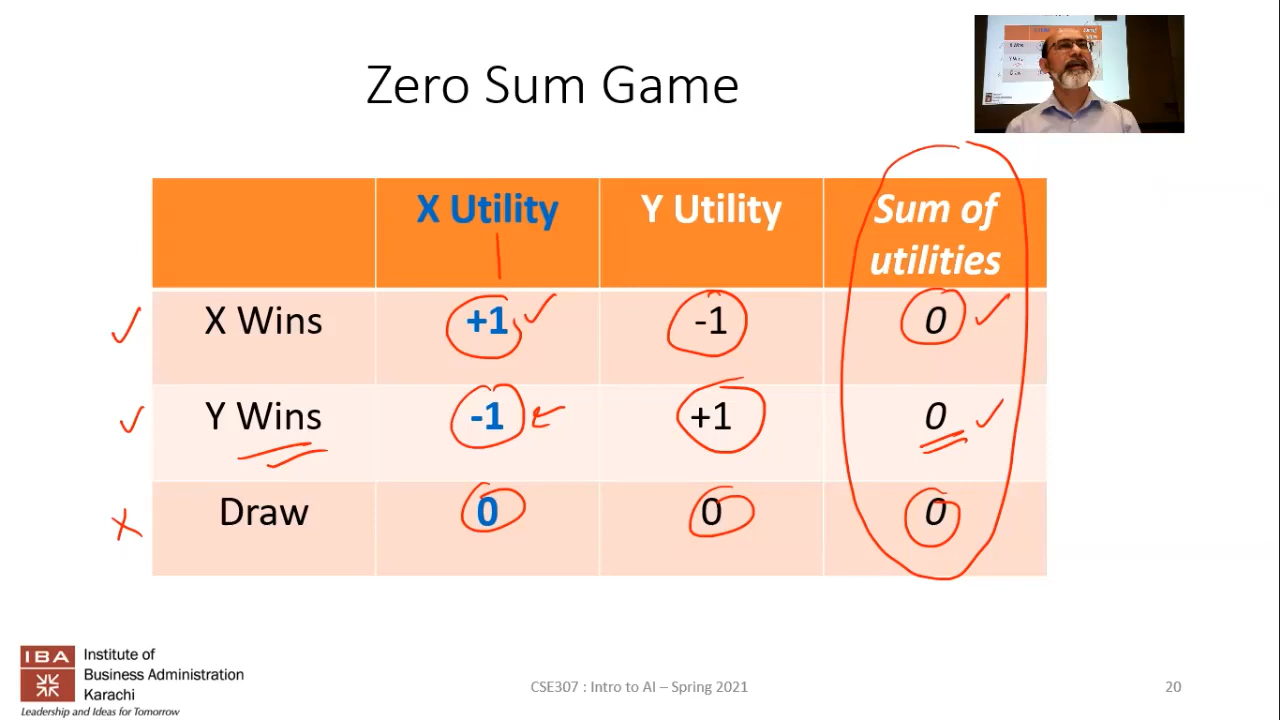 Zero Sum Game
X Utility Y Utility Sum of
utilities
X Wins +1 -1 0
Y Wins -1 +1 0
Draw 0 0 0
IBA
Institute of
Business Administration
Karachi
Leadership and Ideas for Tomorrow
CSE307 : Intro to AI – Spring 2021
20